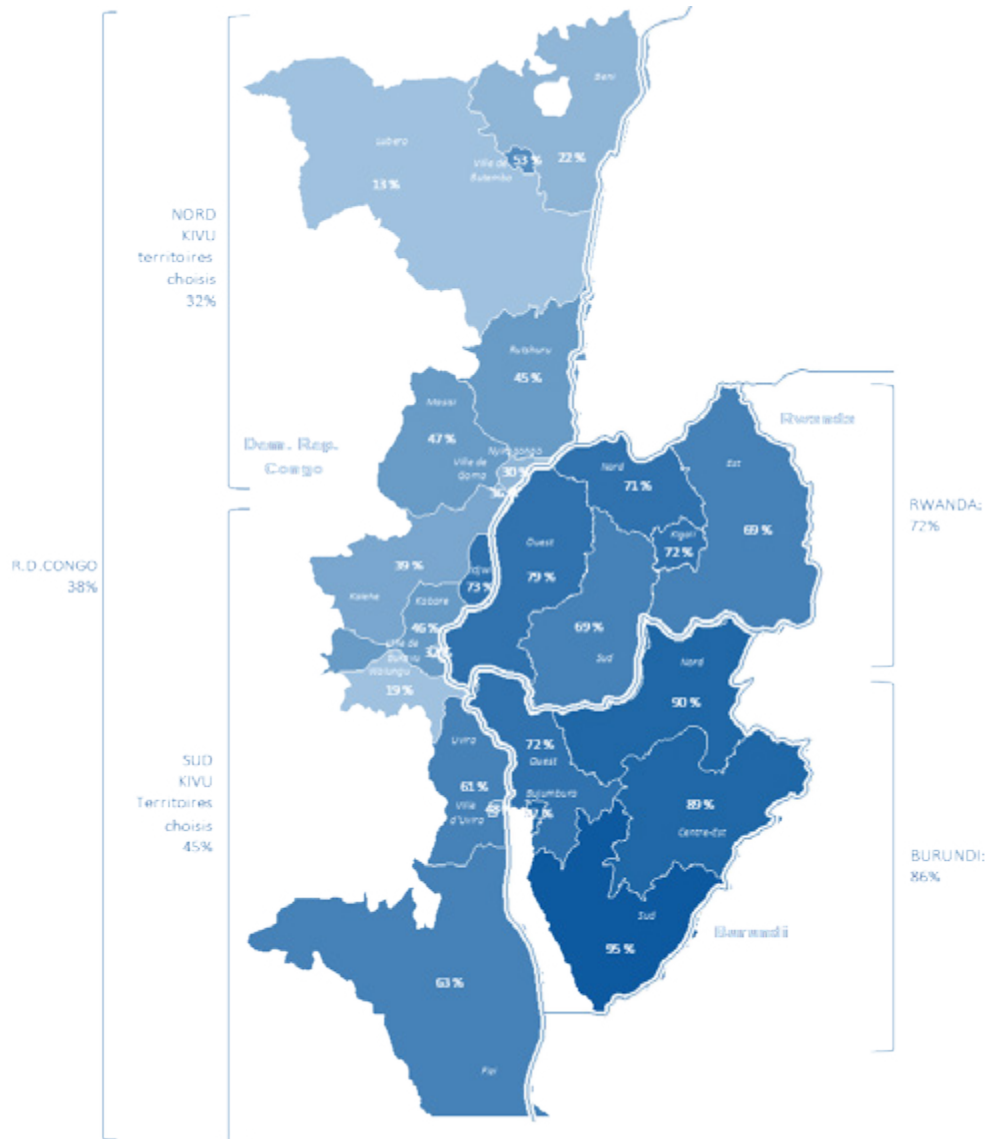 Beni
Lubero
Ville de
Butembo
53 %
22 %
13 %
NORD
KIVU
territoires
choisis
32%
Rutshuru
45 %
Masisi
47 %
Nyiragongo
Ville de
Goma
30 %
Dem. Rep.
Congo
Rwanda
Nord
71 %
Est
69 %
Kigali
72 %
Ouest
79 %
RWANDA:
72%
R.D.CONGO
38%
39 %
Kalehe
Idjwi
73 %
Kabare
46 %
Ville de
Bukavu
Walungu
19 %
69 %
Sud
Nord
90 %
SUD
KIVU
Territoires
choisis
45%
Uvira
61 %
Ville
d'Uvira
48 %
72 %
Ouest
Bujumbura
89 %
Centre-Est
BURUNDI:
86%
Sud
95 %
Burundi
63 %
Fizi